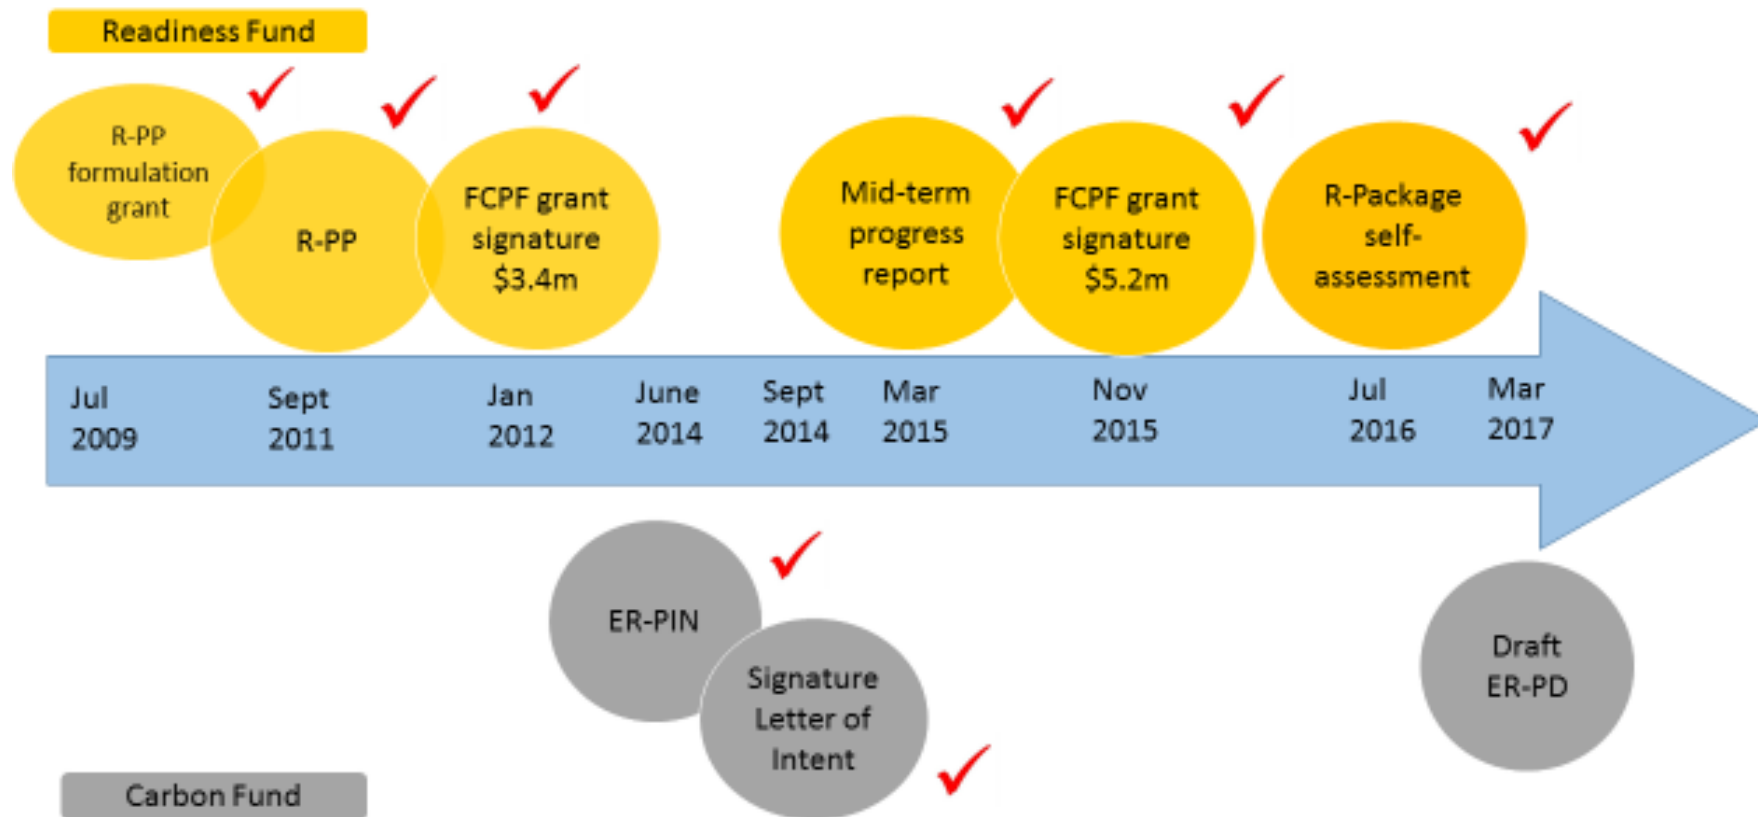 Readiness Fund
R-PP
formulation
grant
R-PP
FCPF grant
signature
$3.4m
Mid-term
progress
report
FCPF grant
signature
$5.2m
R-Package
self-
assessment
Jul
2009
Sept
2011
Jan
2012
June
2014
Sept
2014
Mar
2015
Nov
2015
Jul
2016
Mar
2017
ER-PIN
Signature
Letter of
Intent
Draft
ER-PD
Carbon Fund